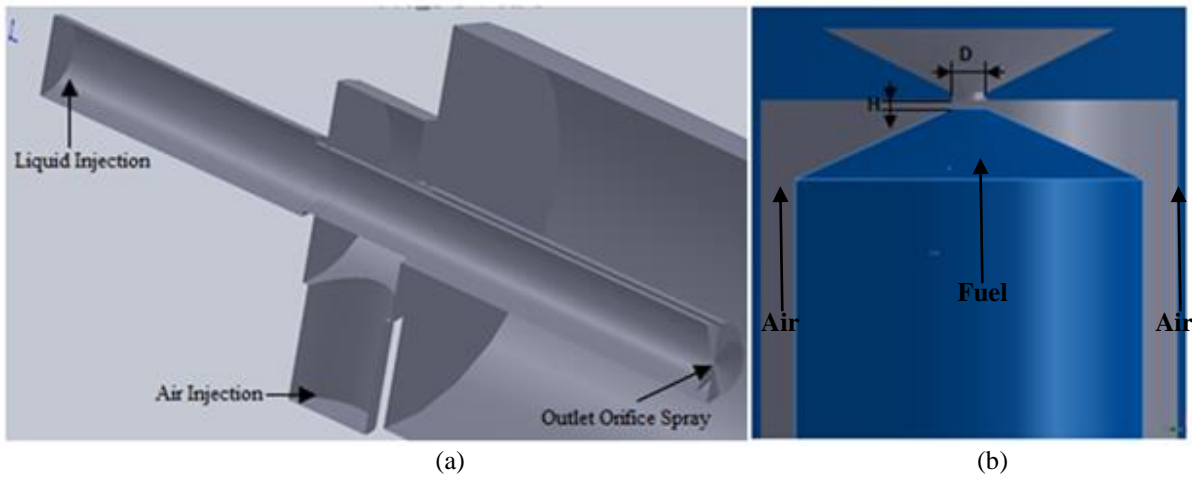 Liquid Injection
Air Injection
Outlet Orifice Spray
D
H
Fuel
Air
Air
(a)
(b)